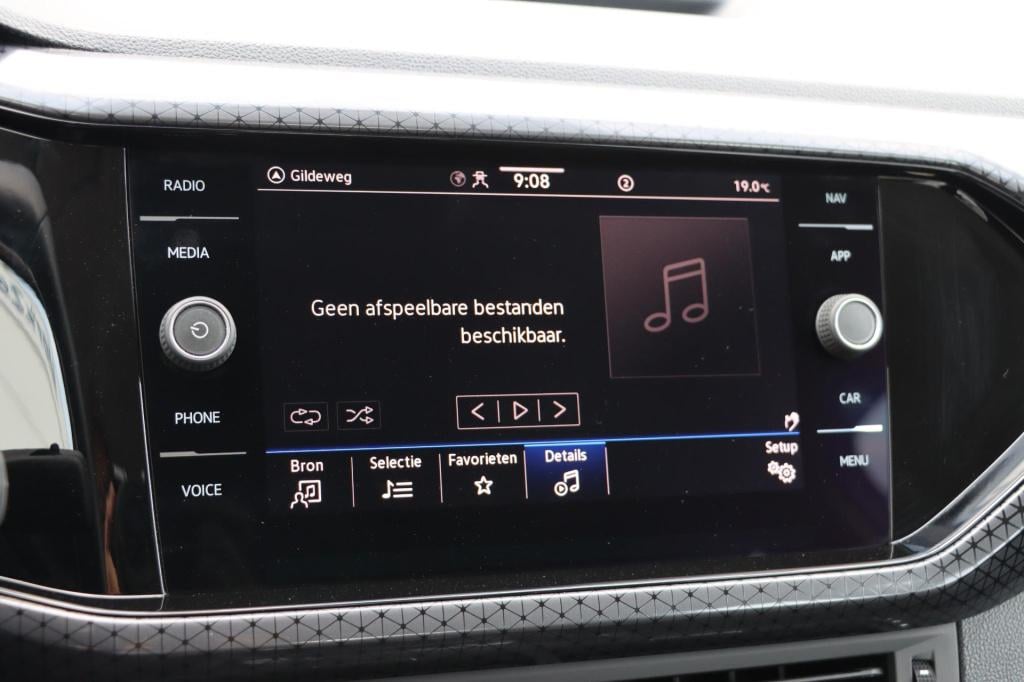 RADIO
MEDIA
PHONE
VOICE
Gildeweg
9:08
2
19.0°C
Geen afspeelbare bestanden
beschikbaar.
Bron
Selectie
Favorieten
Details
Setup
NAV
APP
CAR
MENU